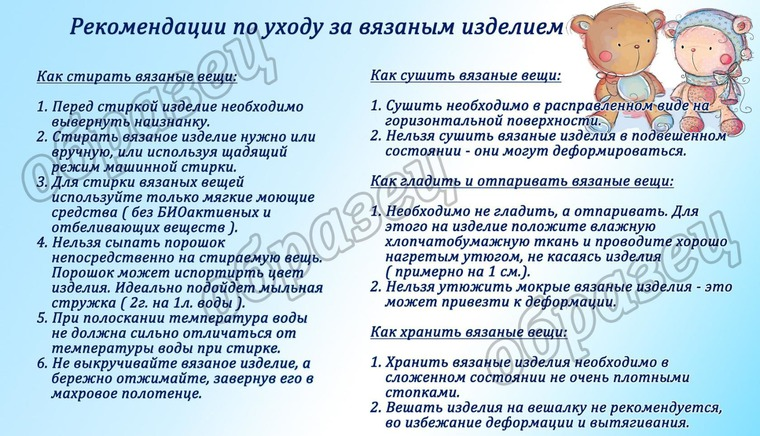 Рекомендации по уходу за вязаным изделием
Как стирать вязаные вещи:
1. Перед стиркой изделие необходимо
вывернуть наизнанку.
2. Стирать вязаное изделие нужно или
вручную, или используя щадящий
режим машинной стирки.
3. Для стирки вязаных вещей
используйте только мягкие моющие
средства ( без БИОактивных и
отбеливающих веществ ).
4. Нельзя сыпать порошок
непосредственно на стираемую вещь.
Порошок может испортирть цвет
изделия. Идеально подойдет мыльная
стружка ( 2г. на 1л. воды ).
5. При полоскании температура воды
не должна сильно отличаться от
температуры воды при стирке.
6. Не выкручивайте вязаное изделие, а
бережно отжимайте, завернув его в
махровое полотенце.
Как сушить вязаные вещи:
1. Сушить необходимо в расправленном виде на
горизонтальной поверхности.
2. Нельзя сушить вязаные изделия в подвешенном
состоянии - они могут деформироваться.
Как гладить и отпаривать вязаные вещи:
1. Необходимо не гладить, а отпаривать. Для
этого на изделие положите влажную
хлопчатобумажную ткань и проводите хорошо
нагретым утюгом, не касаясь изделия
( примерно на 1 см.).
2. Нельзя утюжить мокрые вязаные изделия - это
может привезти к деформации.
Как хранить вязаные вещи:
1. Хранить вязаные изделия необходимо в
сложенном состоянии не очень плотными
стопками.
2. Вешать изделия на вешалку не рекомендуется,
во избежание деформации и вытягивания.
образец
образец
образец